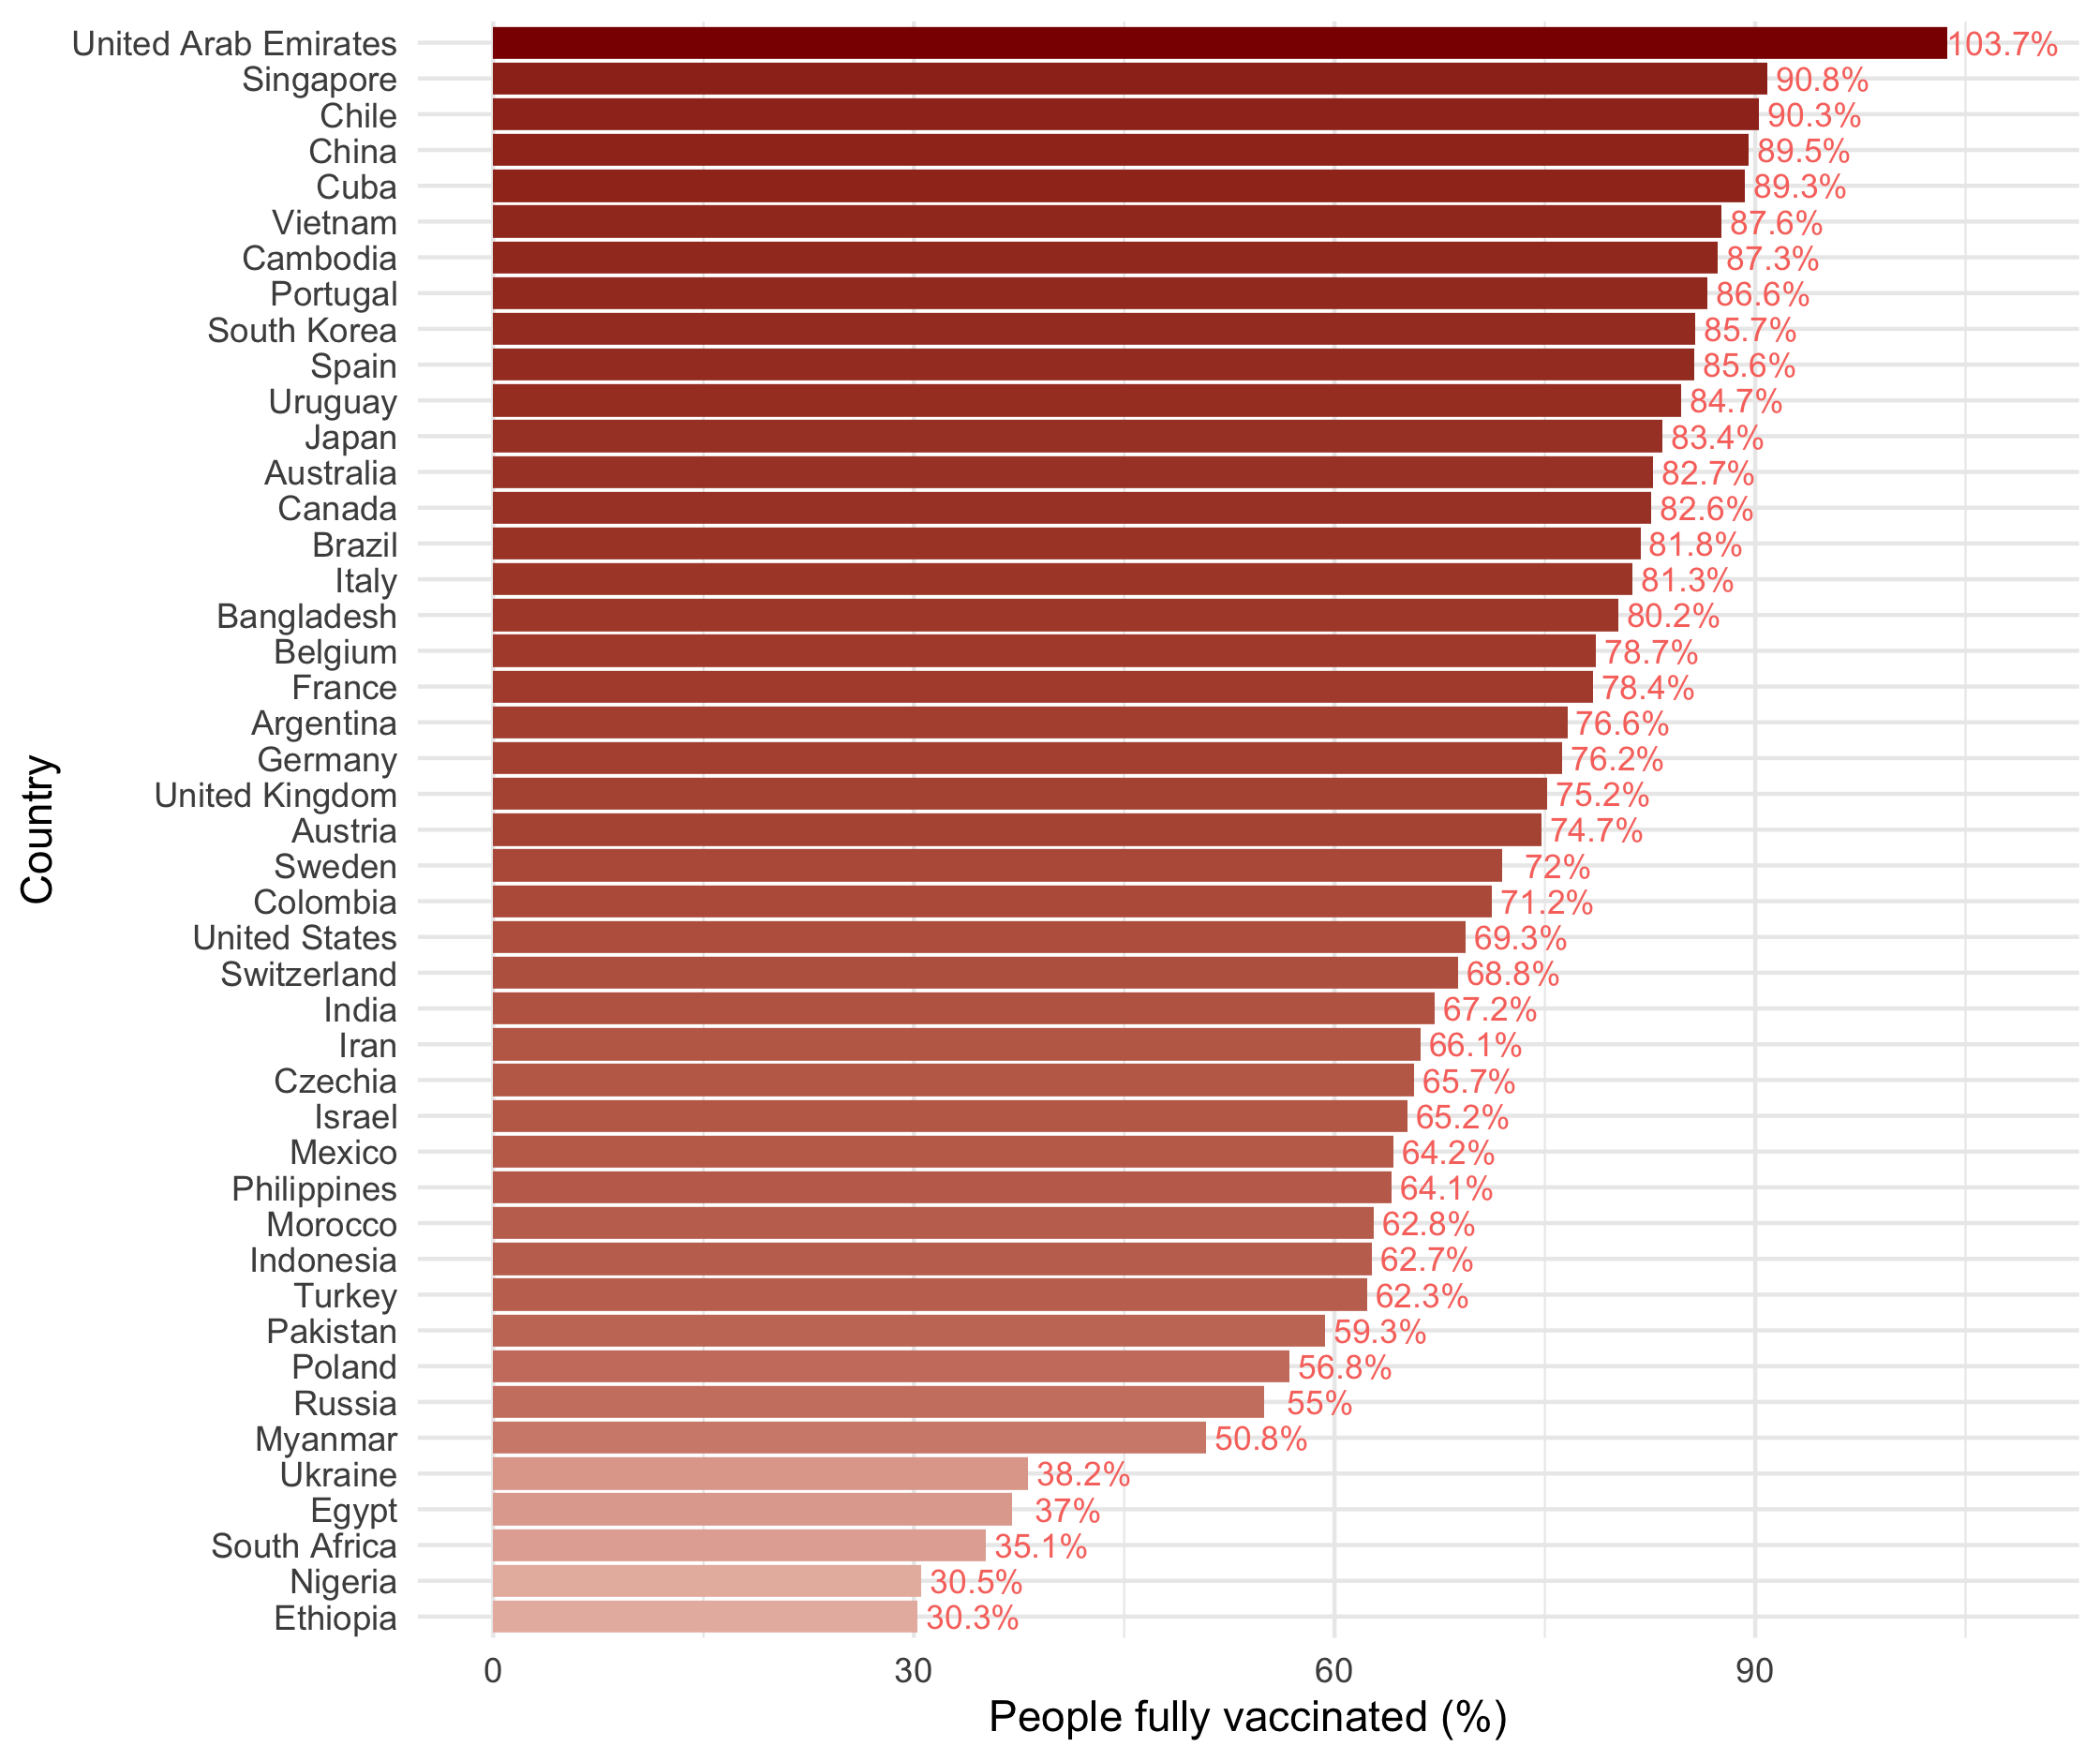 United Arab Emirates 103.7%
Singapore 90.8%
Chile 90.3%
China 89.5%
Cuba 89.3%
Vietnam 87.6%
Cambodia 87.3%
Portugal 86.6%
South Korea 85.7%
Spain 85.6%
Uruguay 84.7%
Japan 83.4%
Australia 82.7%
Canada 82.6%
Brazil 81.8%
Italy 81.3%
Bangladesh 80.2%
Belgium 78.7%
France 78.4%
Argentina 76.6%
Germany 76.2%
United Kingdom 75.2%
Austria 74.7%
Sweden 72%
Colombia 71.2%
United States 69.3%
Switzerland 68.8%
India 67.2%
Iran 66.1%
Czechia 65.7%
Israel 65.2%
Mexico 64.2%
Philippines 64.1%
Morocco 62.8%
Indonesia 62.7%
Turkey 62.3%
Pakistan 59.3%
Poland 56.8%
Russia 55%
Myanmar 50.8%
Ukraine 38.2%
Egypt 37%
South Africa 35.1%
Nigeria 30.5%
Ethiopia 30.3%
Country
0 30 60 90
People fully vaccinated (%)